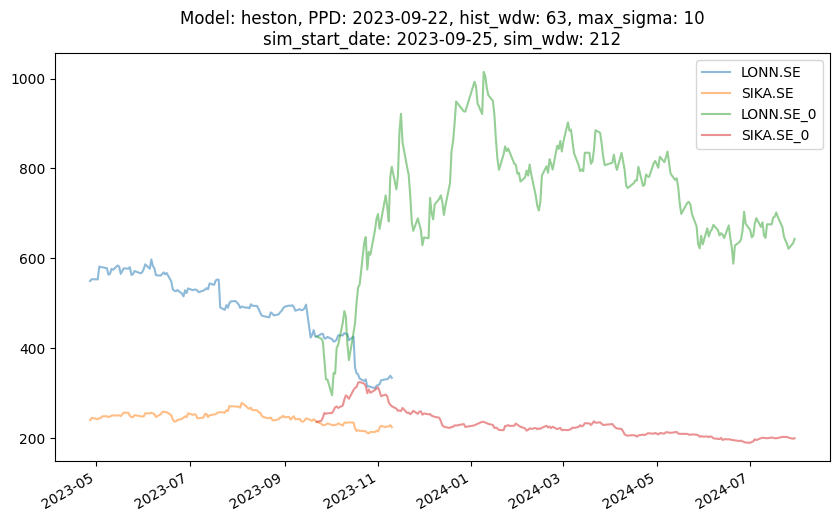 Model: heston, PPD: 2023-09-22, hist_wdw: 63, max_sigma: 10
sim_start_date: 2023-09-25, sim_wdw: 212
LONN.SE
SIKA.SE
LONN.SE_0
SIKA.SE_0
1000
800
600
400
200
2023-05
2023-07
2023-09
2023-11
2024-01
2024-03
2024-05
2024-07